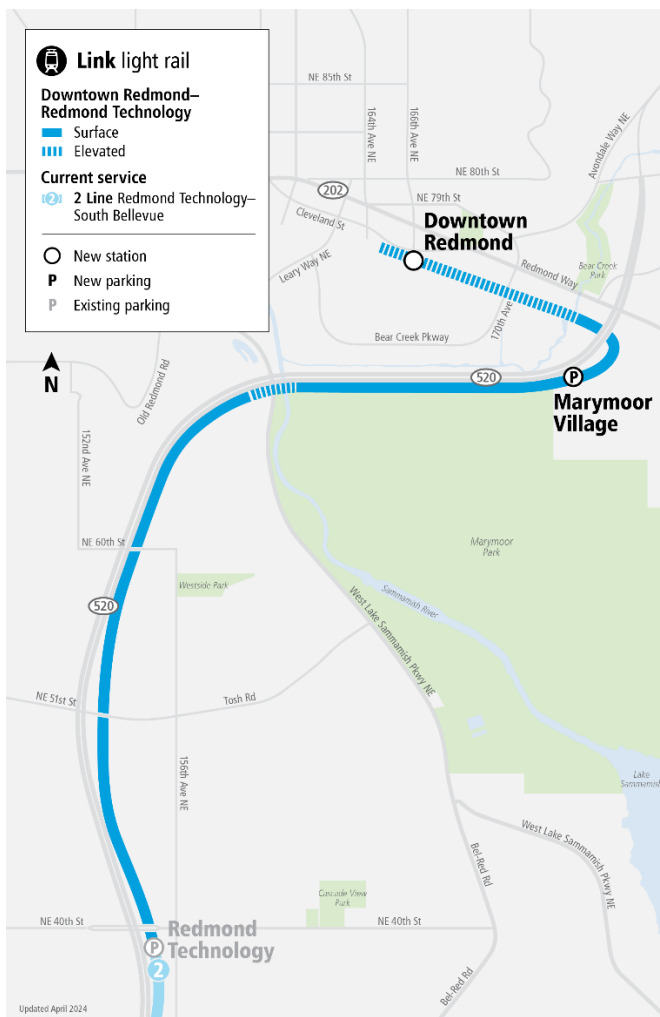 Link light rail
Downtown Redmond–
Redmond Technology
Surface
Elevated
Current service
2
2 Line Redmond Technology–
South Bellevue
New station
P
New parking
P
Existing parking
N
NE 85th St
164th Ave NE
166th Ave NE
Avondale Way NE
NE 80th St
202
NE 79th St
Cleveland St
Downtown
Redmond
Leary Way NE
Redmond Way
Bear Creek
Park
170th Ave
Bear Creek Pkwy
520
P
Marymoor
Village
Old Redmond Rd
152nd Ave NE
NE 60th St
Marymoor
Park
Westside Park
520
Sammamish River
West Lake Sammamish Pkwy NE
NE 51st St
Tosh Rd
156th Ave NE
Lake
Sammamish
West Lake Sammamish
Pkwy NE
Bel-Red Rd
Cascade View
Park
NE 40th St
NE 40th St
Redmond
Technology
P
2
Bel-Red Rd
Updated April 2024